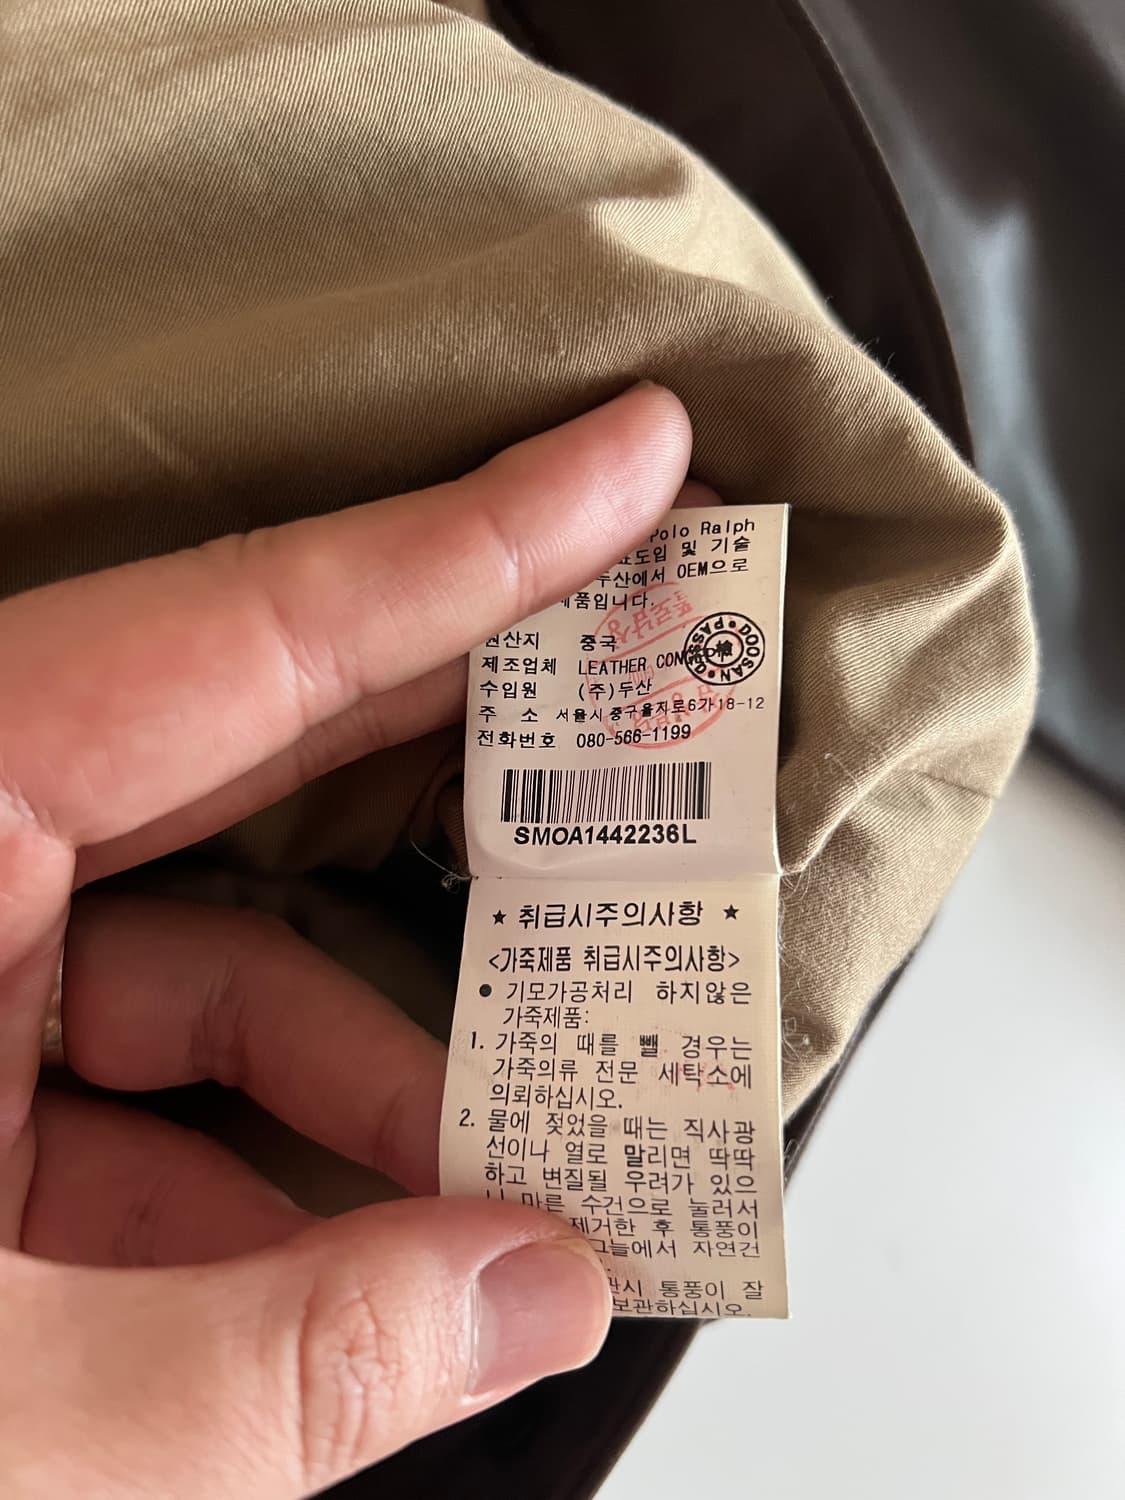 Polo Ralph
도입 및 기술
두산에서 OEM으로
제품입니다.
원산지 중국
제조업체 LEATHER CON
수입원 (주)두산
주 소 서울시중구을지로6가18-12
전화번호 080-566-1199
DOOSAN PASSED
SMOA1442236L
★ 취급시주의사항 ★
<가죽제품 취급시주의사항>
● 기모가공처리 하지않은
가죽제품:
1. 가죽의 때를 뺄 경우는
가죽의류 전문 세탁소에
의뢰하십시오.
2. 물에 젖었을 때는 직사광
선이나 열로 말리면 딱딱
하고 변질될 우려가 있으
니 마른 수건으로 눌러서
제거한 후 통풍이
그늘에서 자연건
관시 통풍이 잘
보관하십시오.